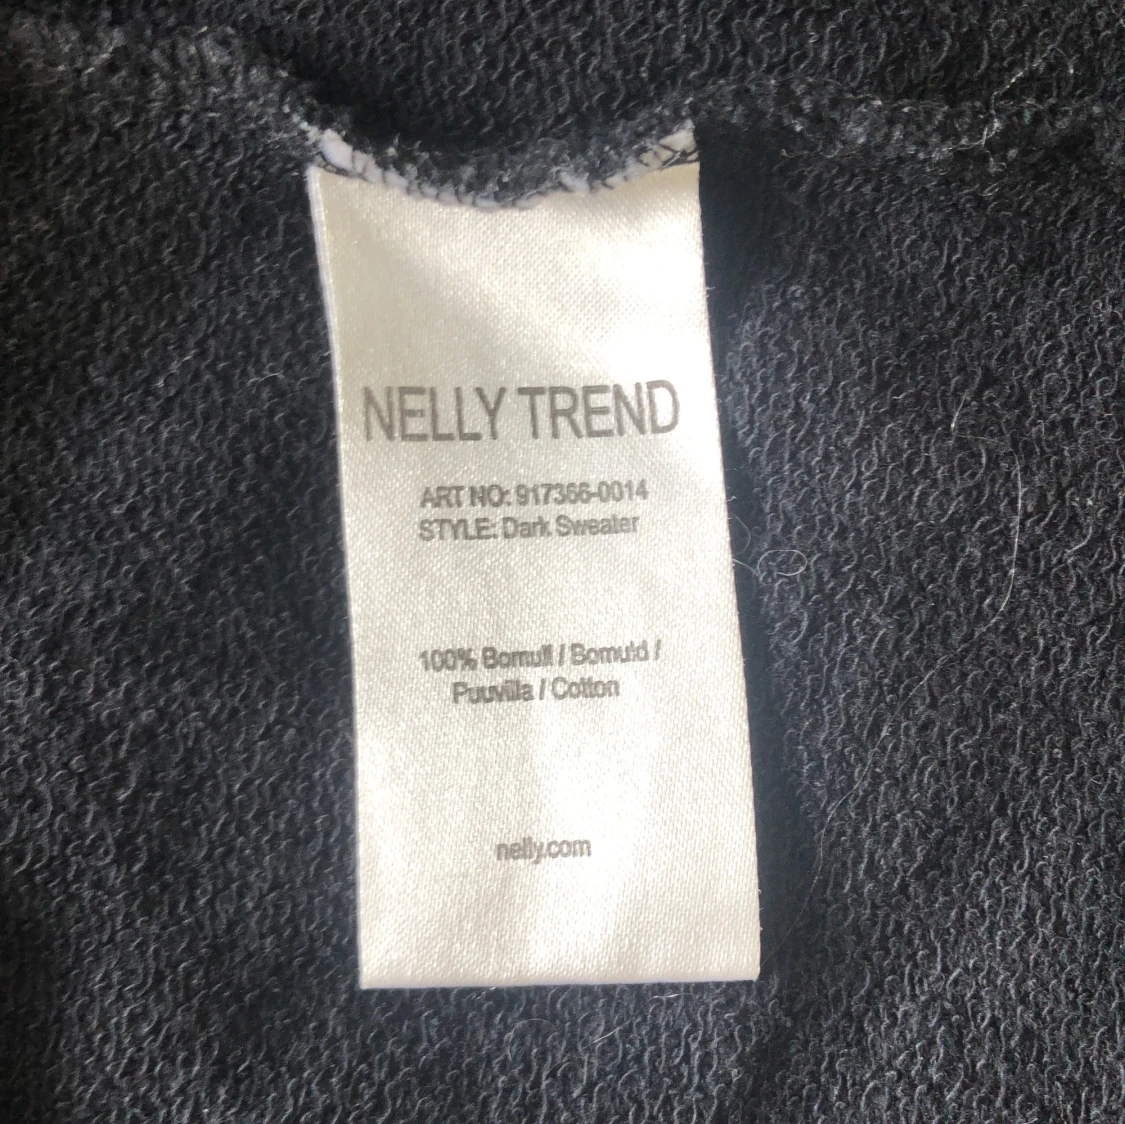 NELLY TREND
ART NO: 917366-0014
STYLE: Dark Sweater
100% Bomull / Bomuld /
Puuvilla / Cotton
nelly.com